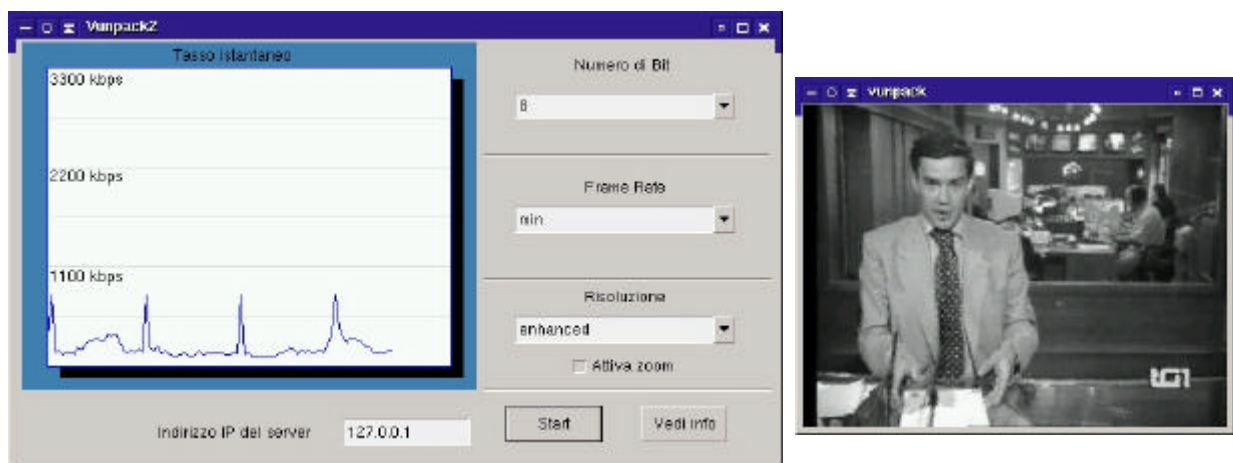 Vunpack2
Tasso istantaneo
3300 kbps
2200 kbps
1100 kbps
Numero di Bit
8
Frame Rate
min
Risoluzione
enhanced
Attiva zoom
Indirizzo IP del server
127.0.0.1
Start
Vedi info
vunpack
tG1